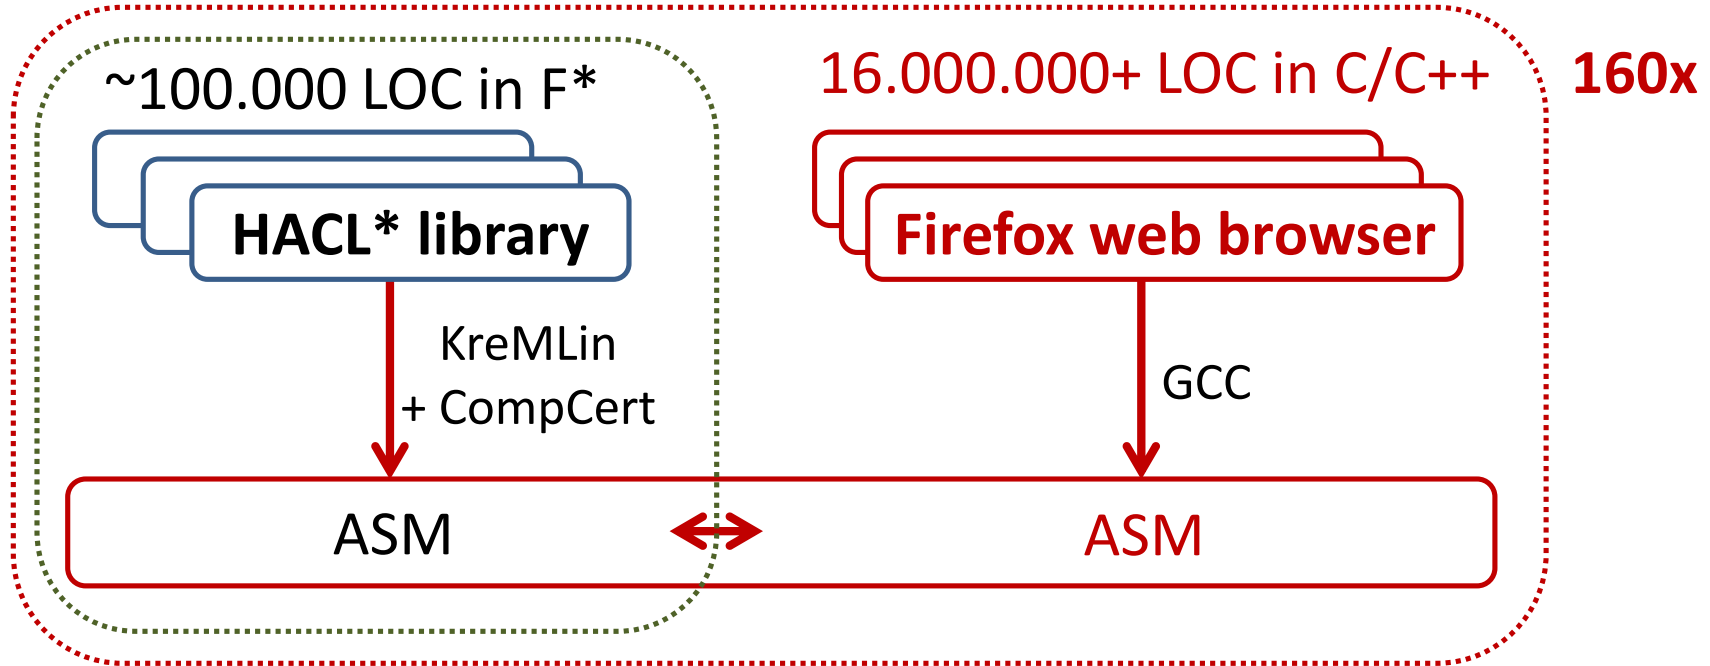 ~100.000 LOC in F*
16.000.000+ LOC in C/C++
160x
HACL* library
Firefox web browser
KreMLin
+ CompCert
GCC
ASM
ASM